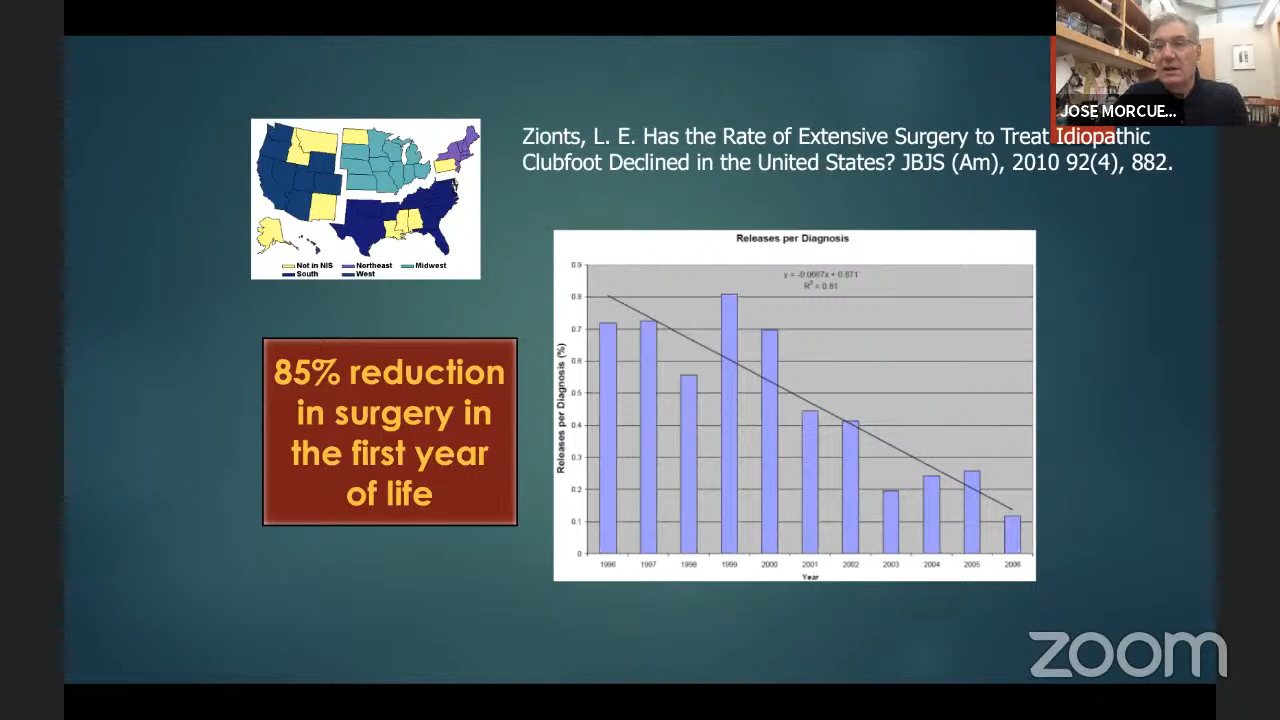 JOSE MORCUE...
Zionts, L. E. Has the Rate of Extensive Surgery to Treat Idiopathic
Clubfoot Declined in the United States? JBJS (Am), 2010 92(4), 882.
Not in NIS Northeast Midwest
South West
85% reduction
in surgery in
the first year
of life
Releases per Diagnosis
y = -0.0667x + 0.871
R² = 0.81
Releases per Diagnosis (%)
0.9
0.8
0.7
0.6
0.5
0.4
0.3
0.2
0.1
0
1996 1997 1998 1999 2000 2001 2002 2003 2004 2005 2006
Year
zoom